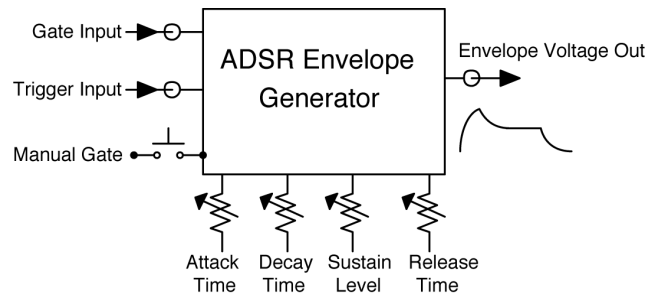 Gate Input
Trigger Input
Manual Gate
ADSR Envelope
Generator
Envelope Voltage Out
Attack
Time
Decay
Time
Sustain
Level
Release
Time